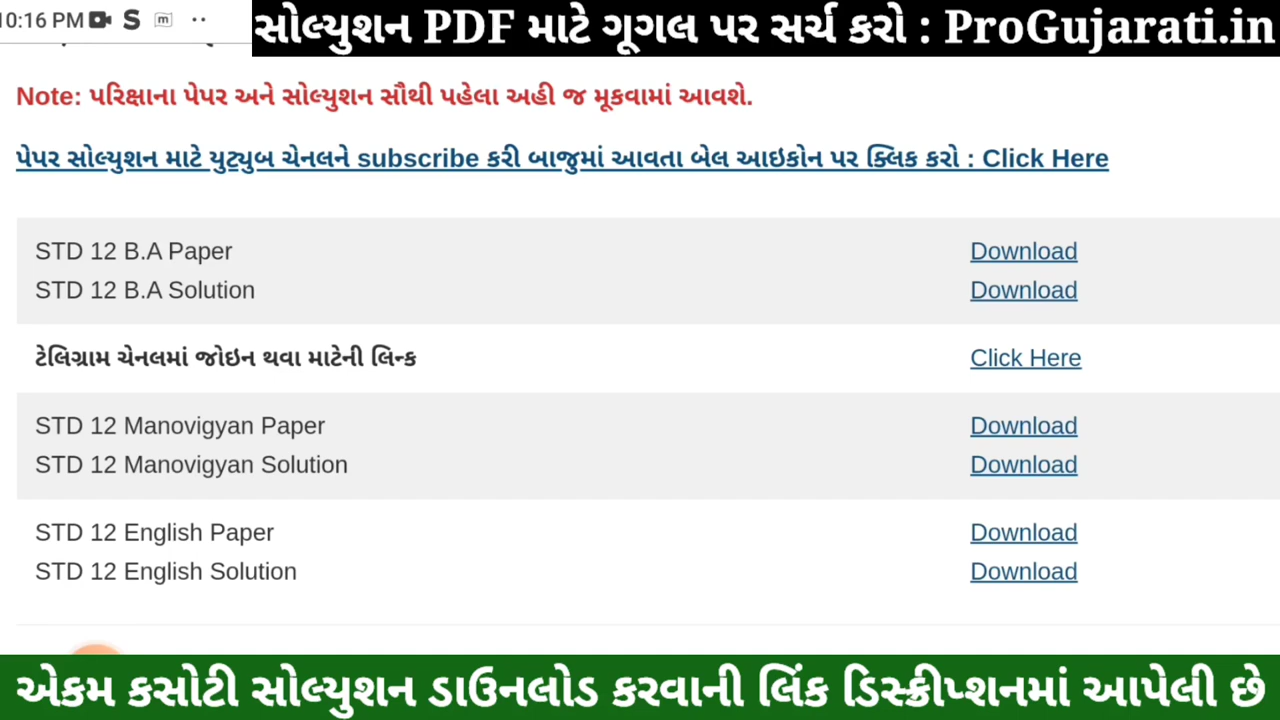 10:16 PM S m ··
સોલ્યુશન PDF માટે ગૂગલ પર સર્ચ કરો : ProGujarati.in
Note: પરિક્ષાના પેપર અને સોલ્યુશન સૌથી પહેલા અહી જ મૂકવામાં આવશે.
પેપર સોલ્યુશન માટે યુટ્યુબ ચેનલને subscribe કરી બાજુમાં આવતા બેલ આઇકોન પર ક્લિક કરો : Click Here
STD 12 B.A Paper Download
STD 12 B.A Solution Download
ટેલિગ્રામ ચેનલમાં જોઇન થવા માટેની લિન્ક Click Here
STD 12 Manovigyan Paper Download
STD 12 Manovigyan Solution Download
STD 12 English Paper Download
STD 12 English Solution Download
એકમ કસોટી સોલ્યુશન ડાઉનલોડ કરવાની લિંક ડિસ્ક્રીપ્શનમાં આપેલી છે